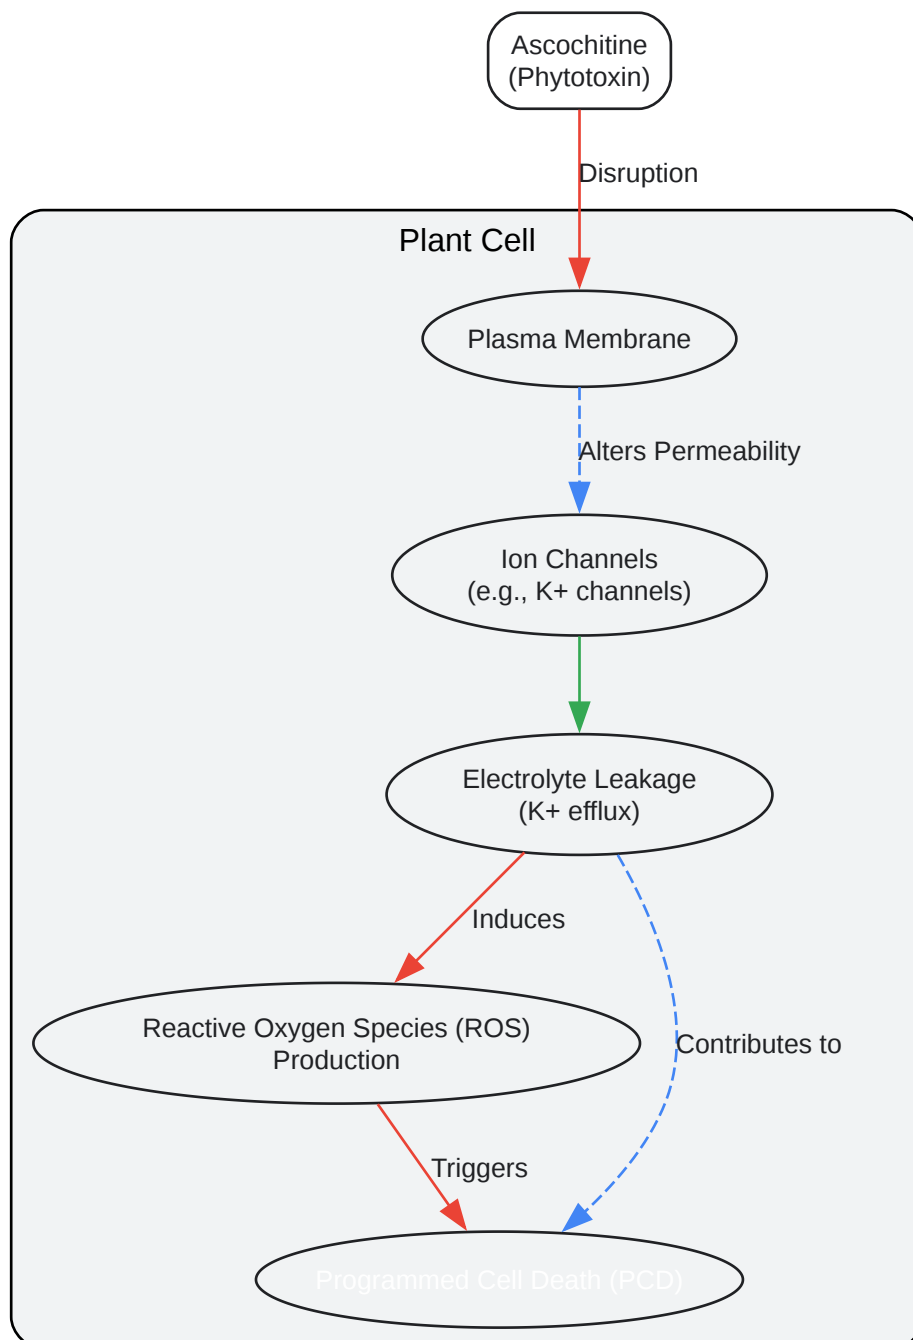 Ascochitine
(Phytotoxin)
Disruption
Plant Cell
Plasma Membrane
Alters Permeability
Ion Channels
(e.g., K+ channels)
Electrolyte Leakage
(K+ efflux)
Induces
Reactive Oxygen Species (ROS)
Production
Contributes to
Triggers
Programmed Cell Death (PCD)